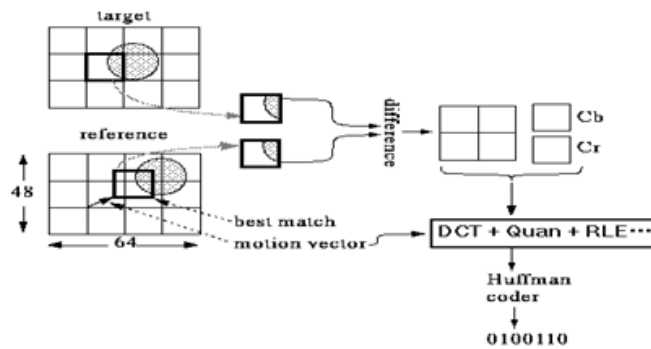 target
reference
48
64
best match
motion vector
difference
Cb
Cr
DCT + Quan + RLE···
Huffman
coder
0100110